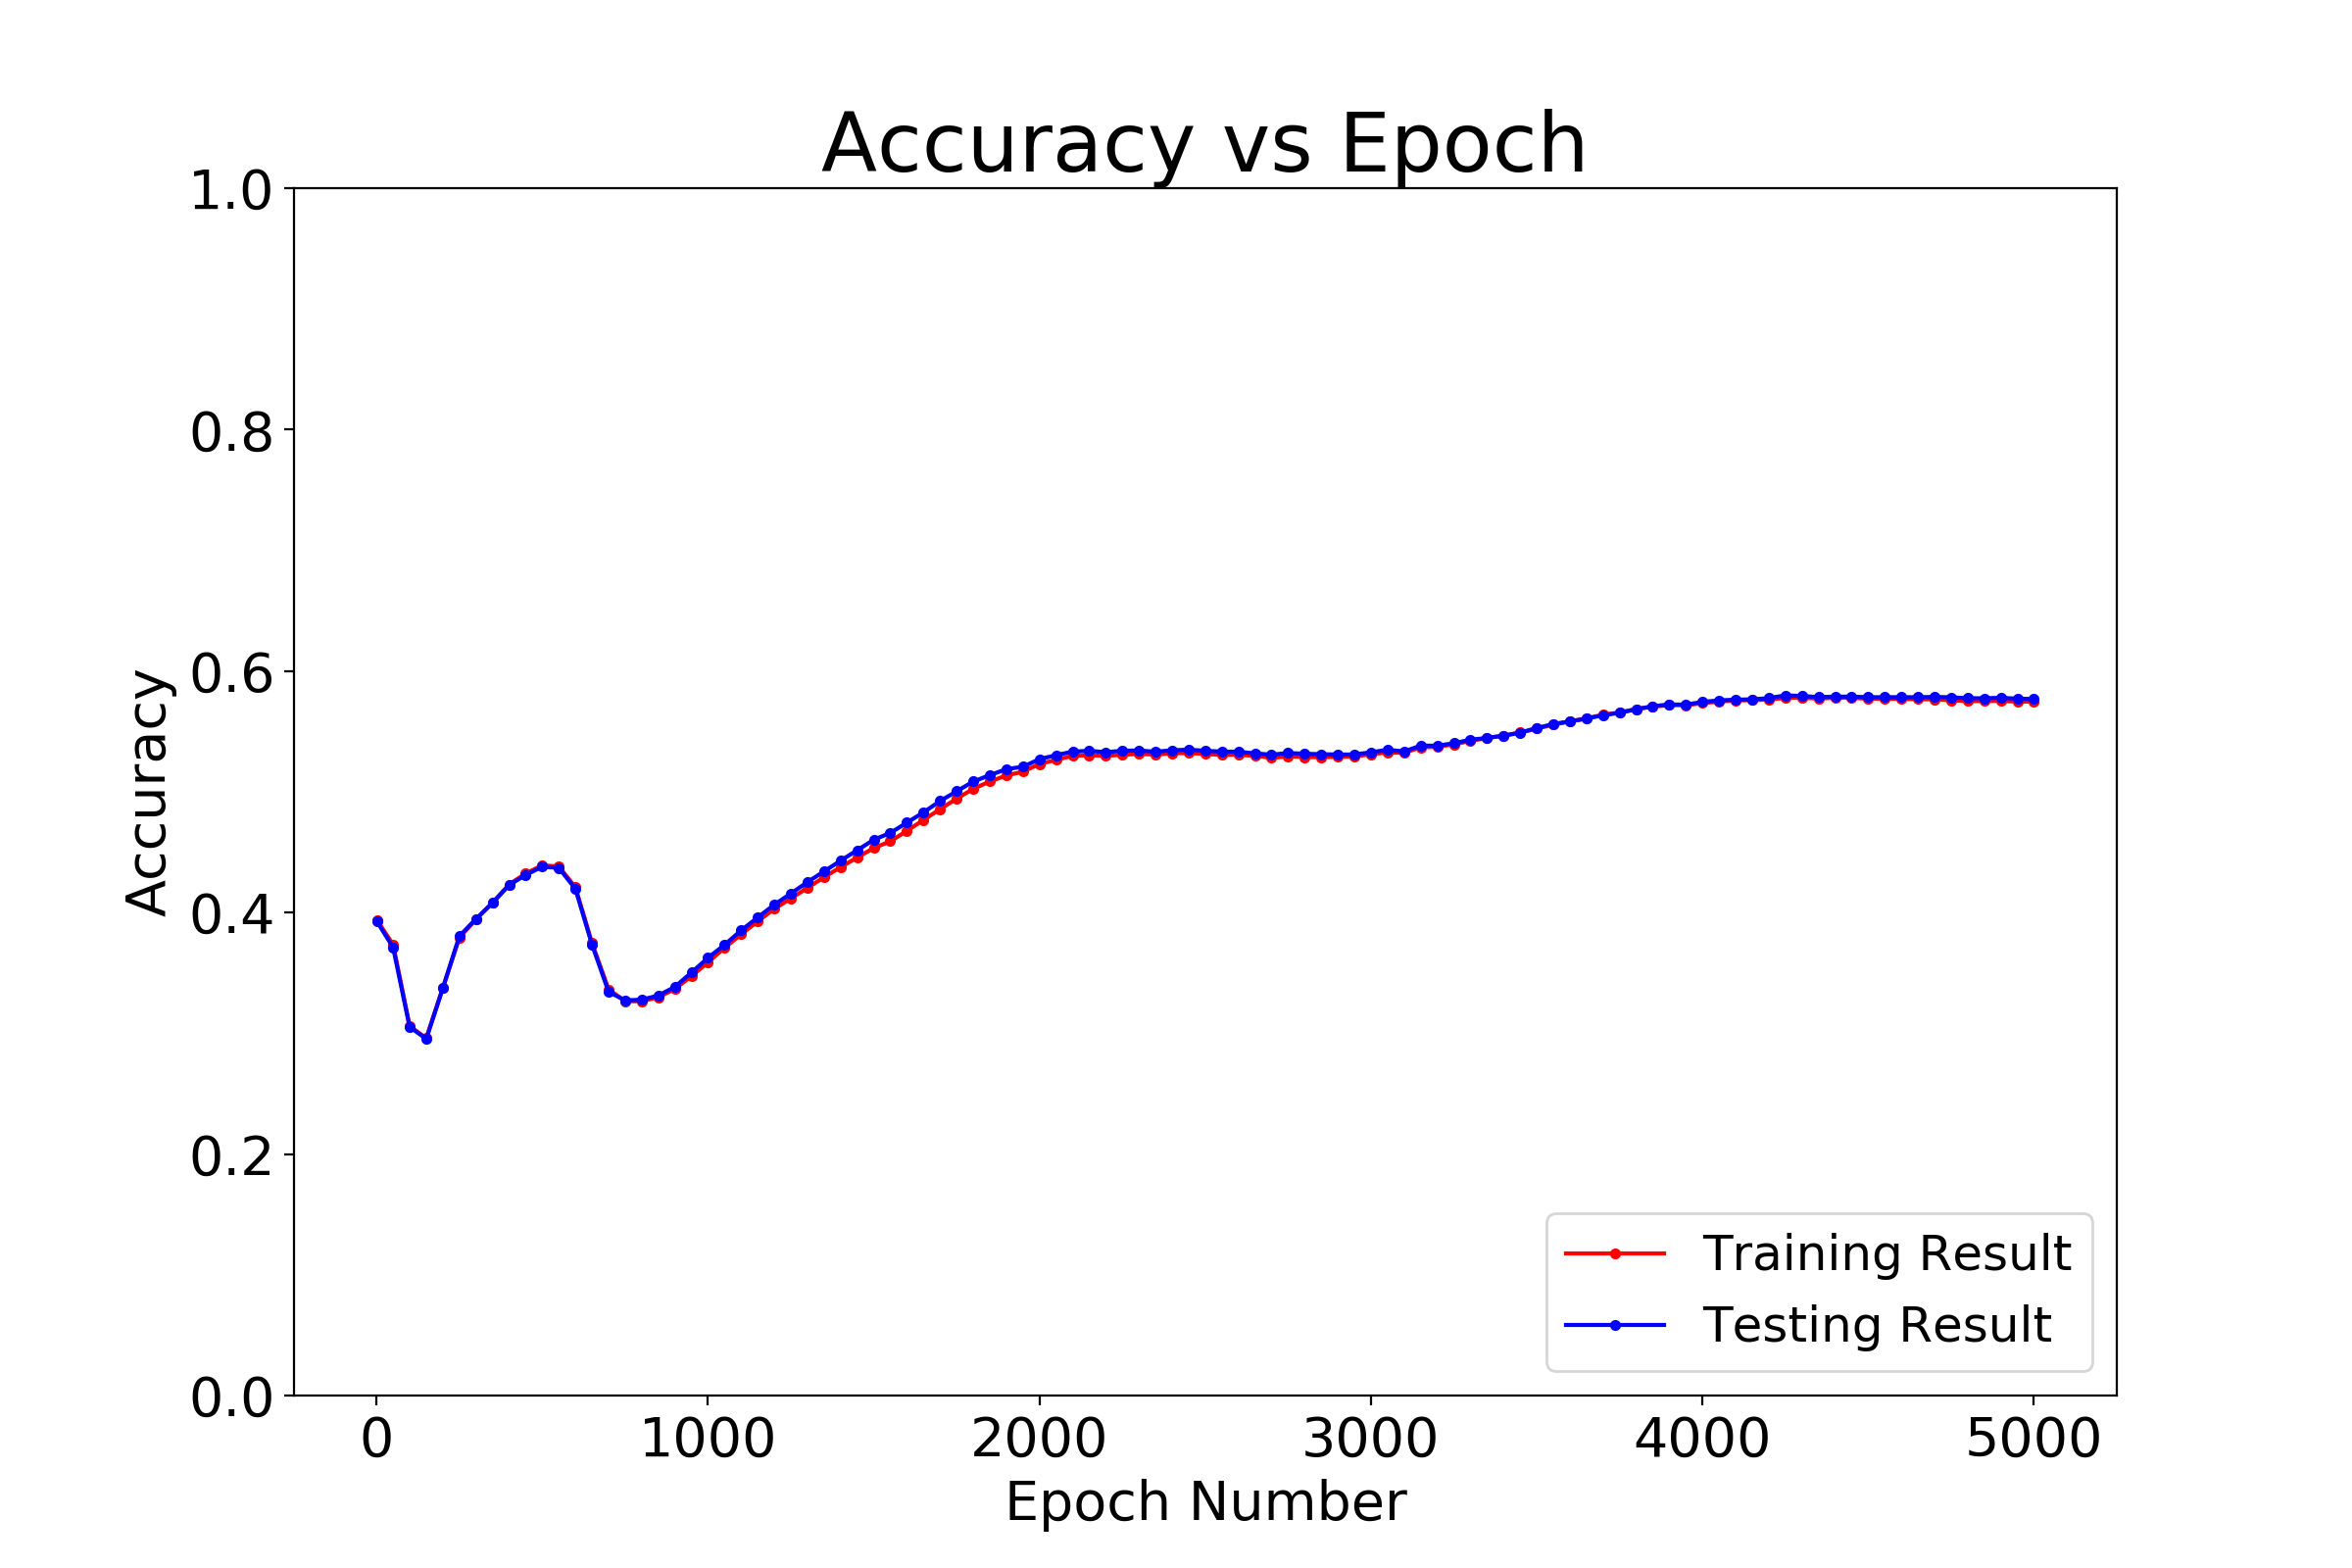 Accuracy vs Epoch
1.0
0.8
0.6
0.4
0.2
0.0
Accuracy
0 1000 2000 3000 4000 5000
Epoch Number
Training Result
Testing Result